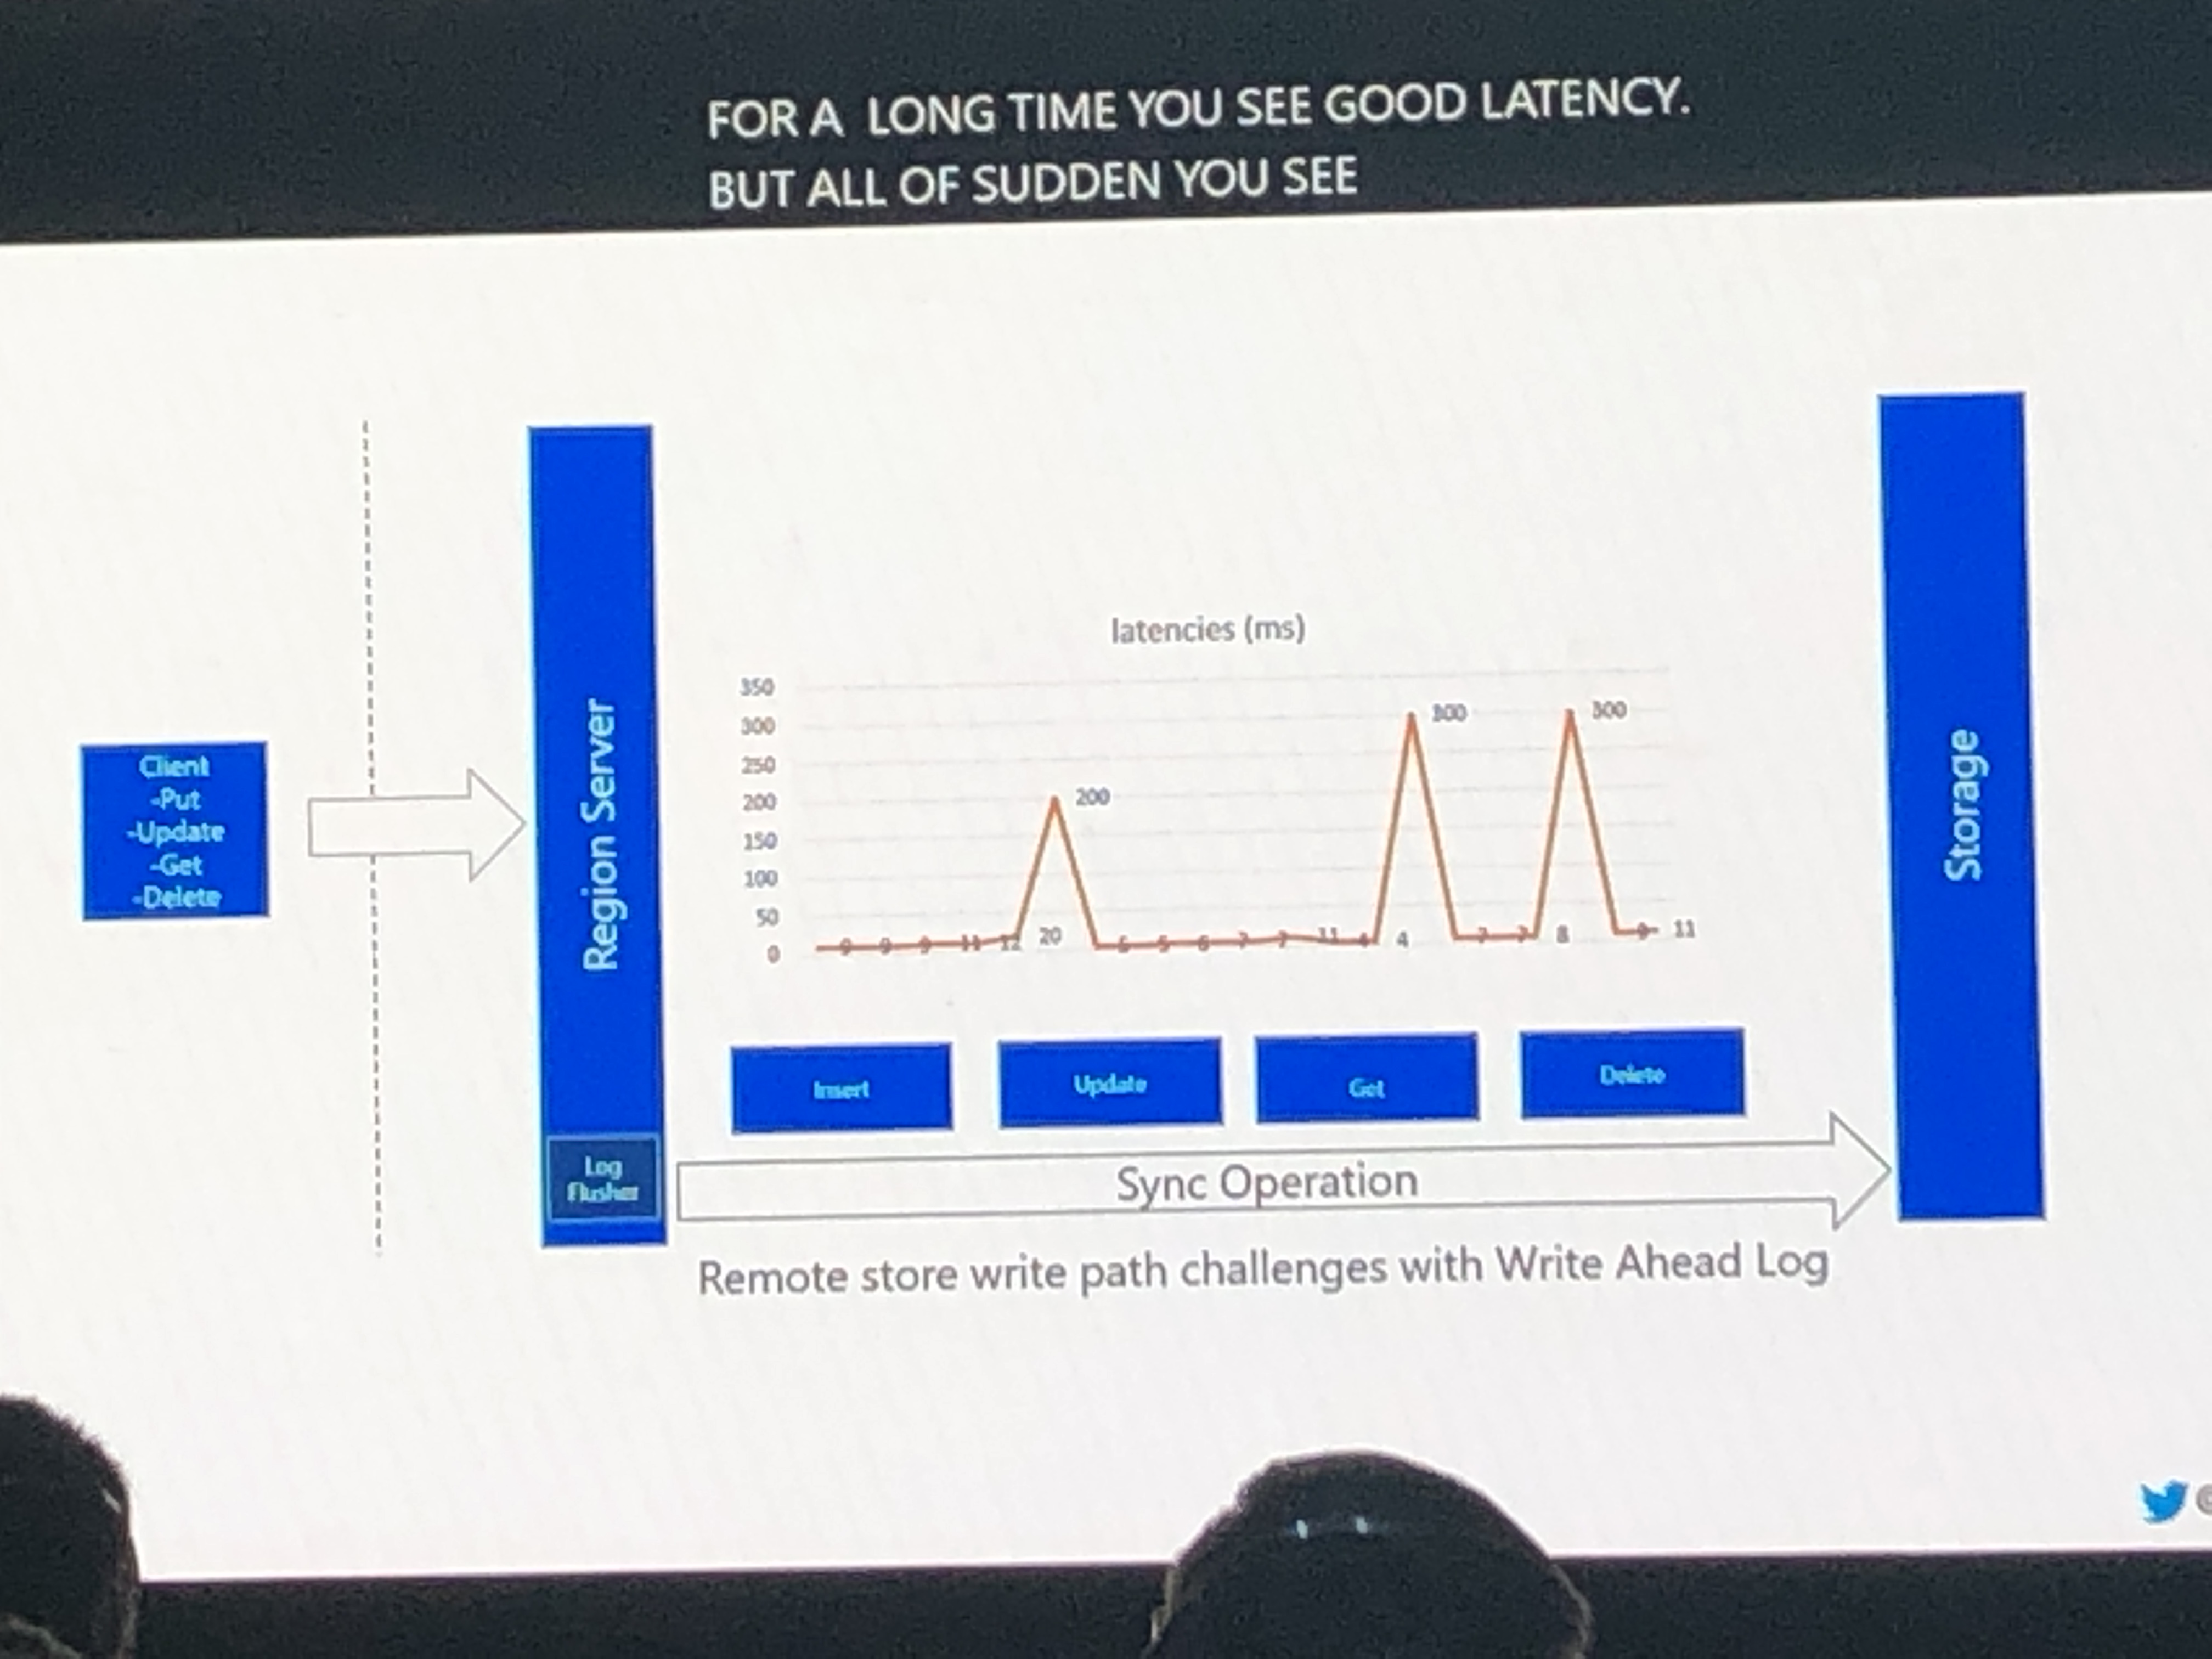 FOR A LONG TIME YOU SEE GOOD LATENCY.
BUT ALL OF SUDDEN YOU SEE
Client
-Put
-Update
-Get
-Delete
Region Server
Log
Flusher
latencies (ms)
350
300
250
200
150
100
50
0
9 9 9 11 12 20 200 5 6 7 7 11 4 4 300 7 7 8 300 9 11
Insert
Update
Get
Delete
Sync Operation
Storage
Remote store write path challenges with Write Ahead Log